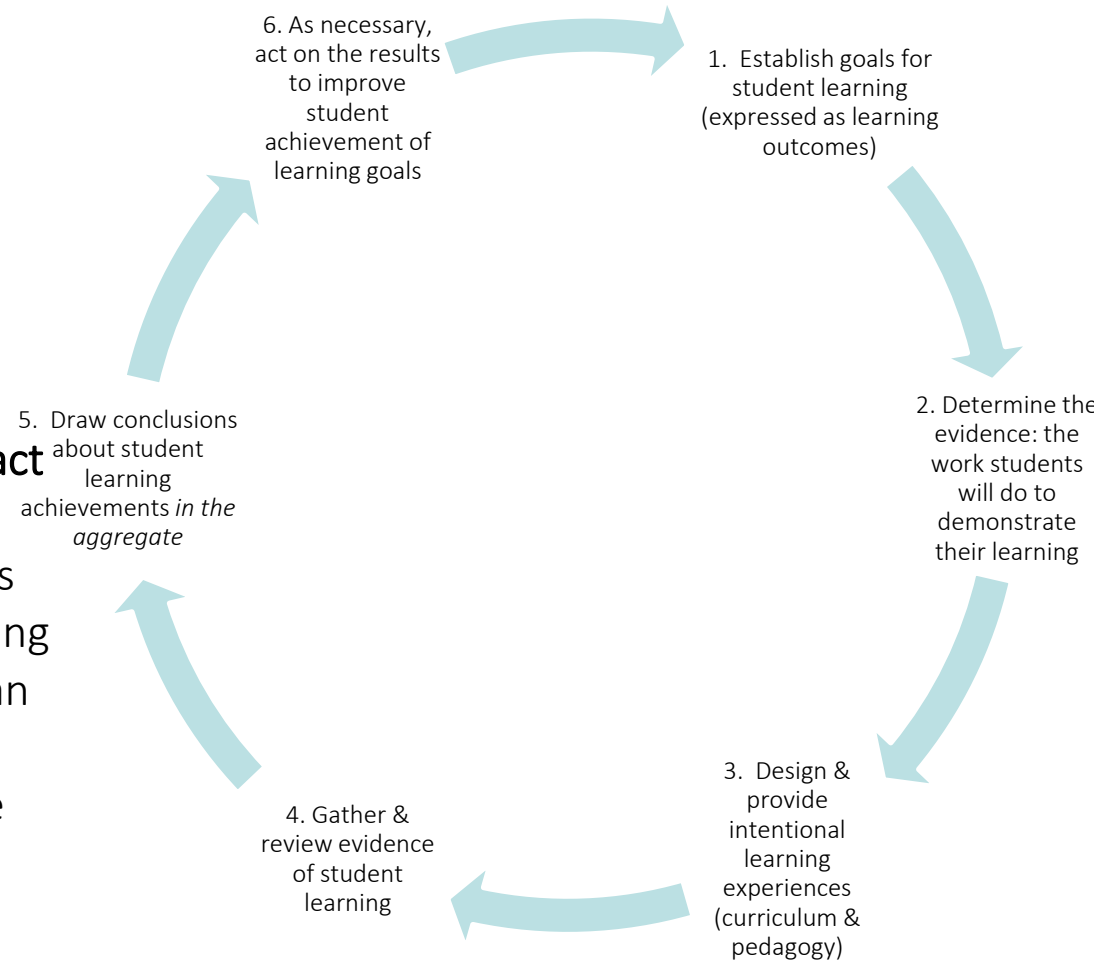 6. As necessary,
act on the results
to improve
student
achievement of
learning goals
1. Establish goals for
student learning
(expressed as learning
outcomes)
2. Determine the
evidence: the
work students
will do to
demonstrate
their learning
3. Design &
provide
intentional
learning
experiences
(curriculum &
pedagogy)
4. Gather &
review evidence
of student
learning
5. Draw conclusions
about student
learning
achievements in the
aggregate
act
s
ng
an
e